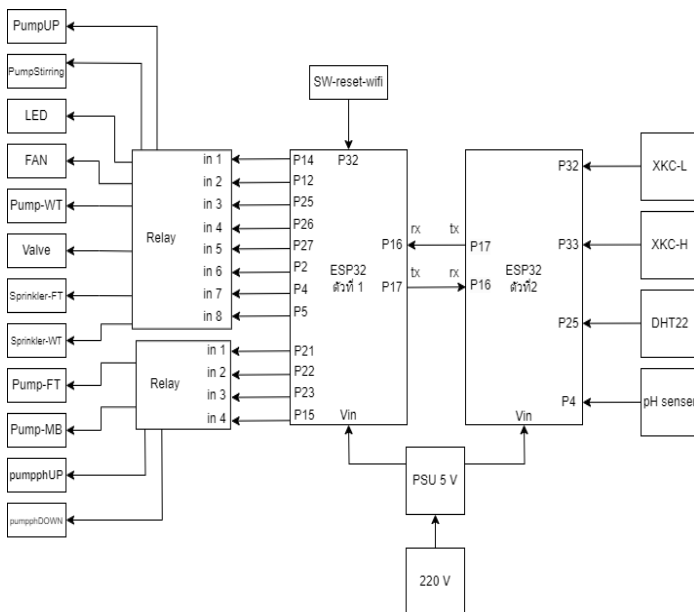 PumpUP
PumpStirring
LED
FAN
Pump-WT
Valve
Sprinkler-FT
Sprinkler-WT
Pump-FT
Pump-MB
pumpphUP
pumpphDOWN
Relay
in 1
in 2
in 3
in 4
in 5
in 6
in 7
in 8
Relay
in 1
in 2
in 3
in 4
SW-reset-wifi
P32
P14
P12
P25
P26
P27
P2
P4
P5
P21
P22
P23
P15
ESP32
ตัวที่ 1
P16
P17
Vin
rx tx
tx rx
P17
P16
ESP32
ตัวที่2
P32
P33
P25
P4
Vin
XKC-L
XKC-H
DHT22
pH senser
PSU 5 V
220 V